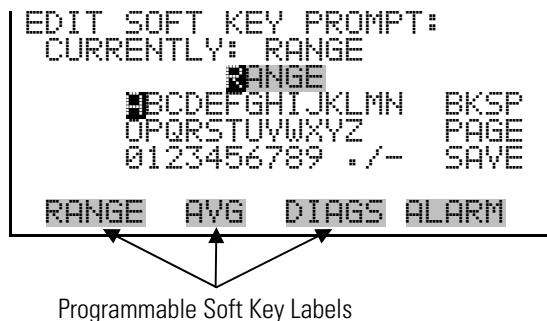 EDIT SOFT KEY PROMPT:
CURRENTLY: RANGE
RANGE
ABCDEFGHIJKLMN BKSP
OPQRSTUVWXYZ PAGE
0123456789 ./- SAVE
RANGE AVG DIAGS ALARM
Programmable Soft Key Labels